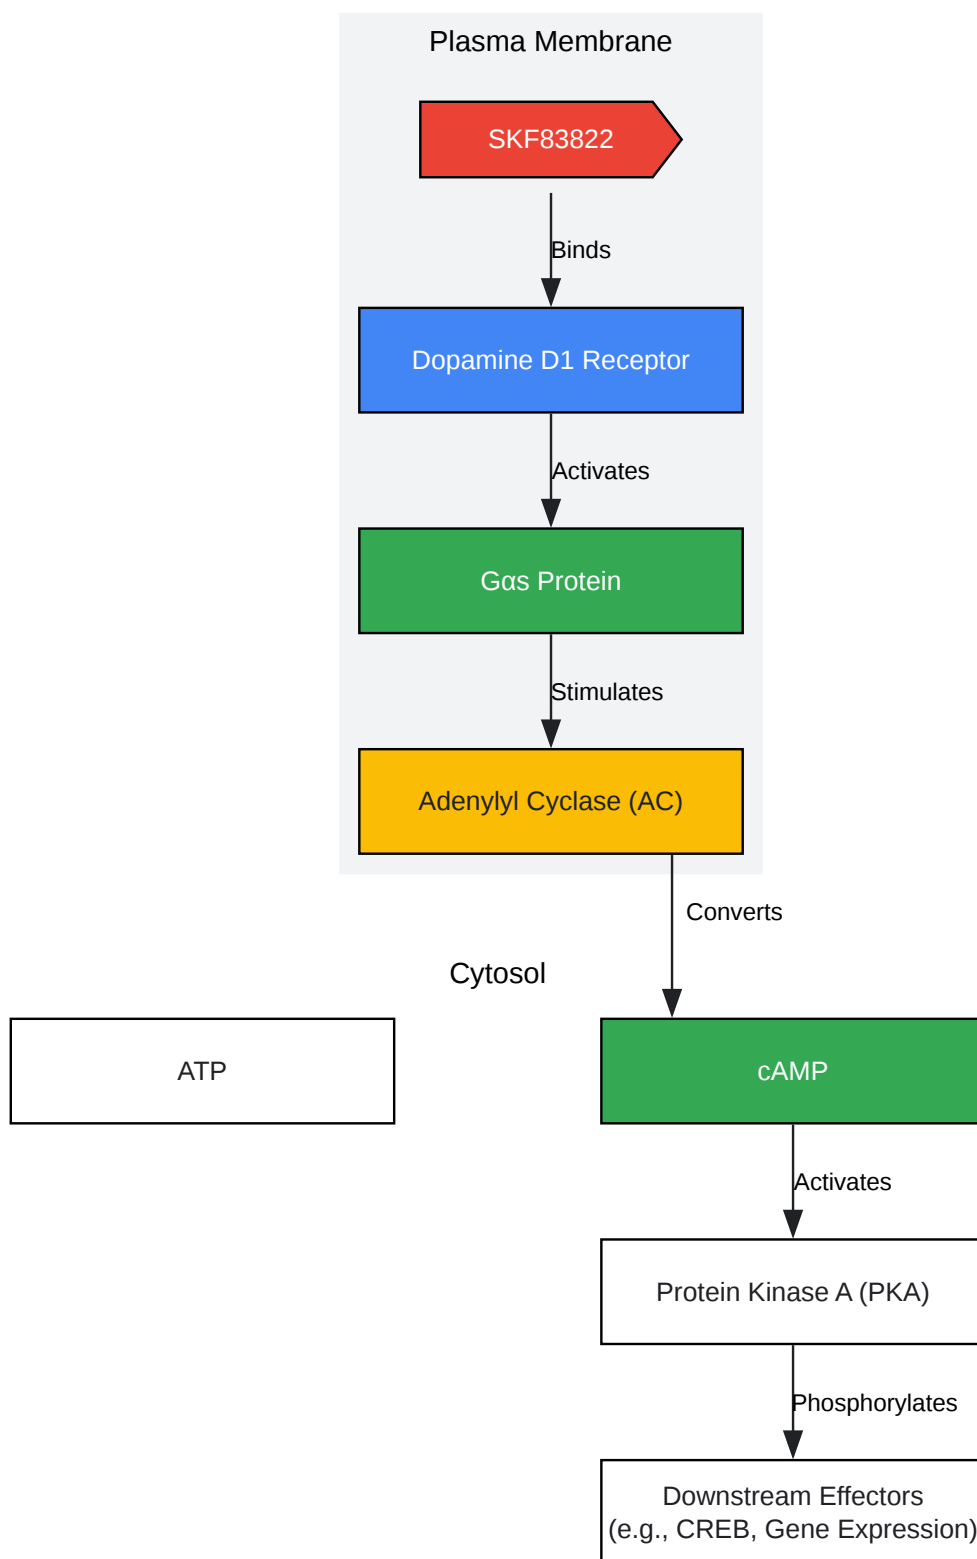 Plasma Membrane
SKF83822
Binds
Dopamine D1 Receptor
Activates
Gαs Protein
Stimulates
Adenylyl Cyclase (AC)
Converts
Cytosol
ATP
cAMP
Activates
Protein Kinase A (PKA)
Phosphorylates
Downstream Effectors
(e.g., CREB, Gene Expression)